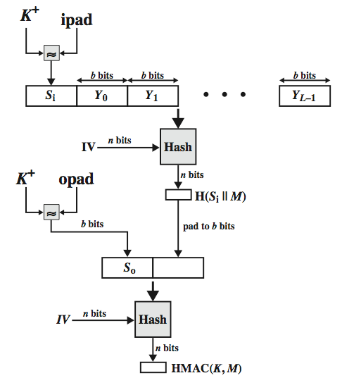 K+ ipad
≈
b bits b bits b bits
Si Y0 Y1 • • • YL–1
n bits
IV Hash
n bits
H(Si || M)
K+ opad
≈
b bits pad to b bits
So
n bits
IV Hash
n bits
HMAC(K, M)